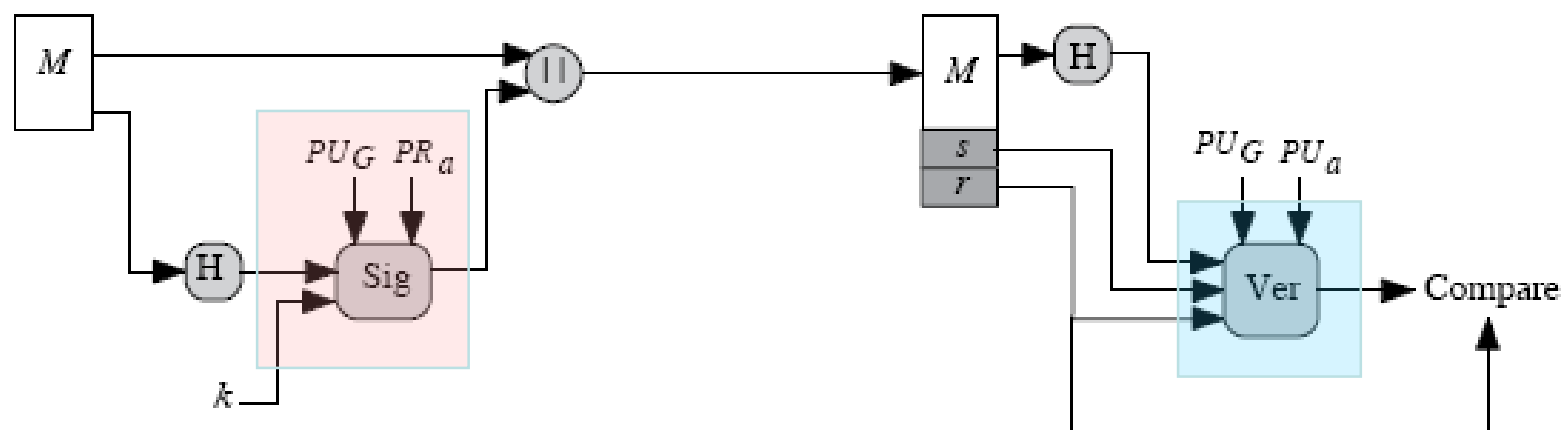 M
PU_G PR_a
H
Sig
k
| |
M
s
r
H
PU_G PU_a
Ver
Compare